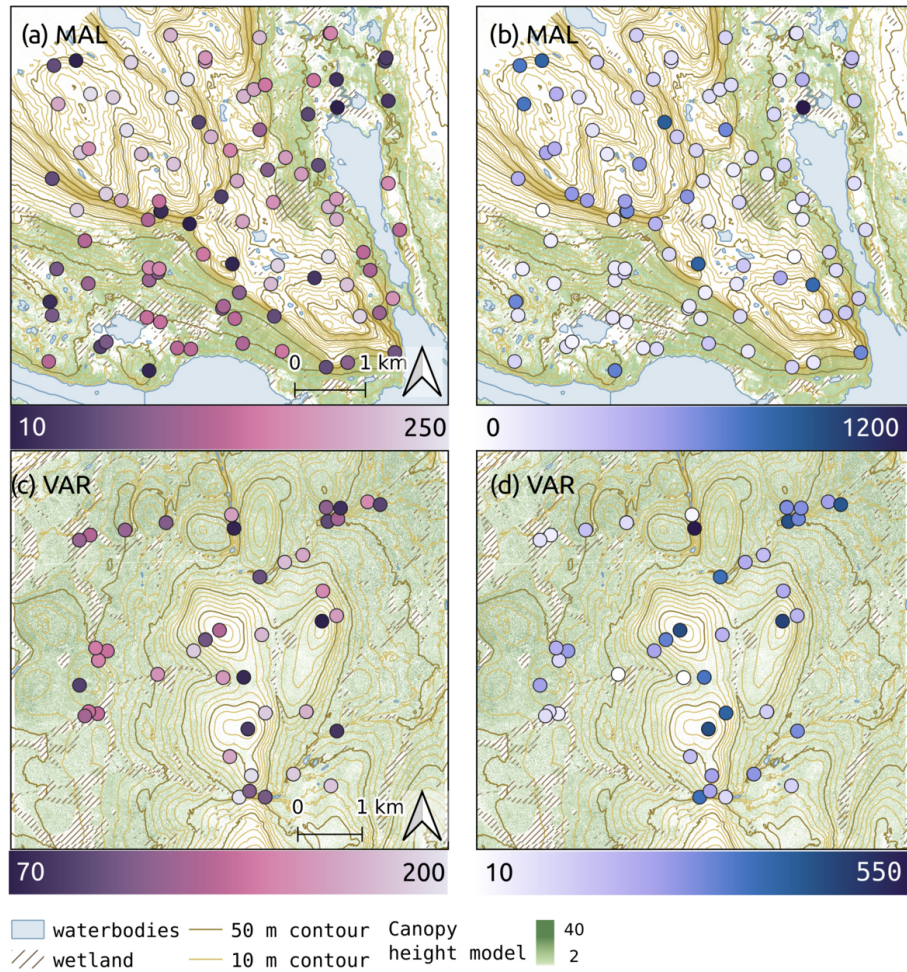 (a) MAL
(b) MAL
0 1 km
10 250
0 1200
(c) VAR
(d) VAR
0 1 km
70 200
10 550
waterbodies 50 m contour Canopy 40
wetland 10 m contour height model 2